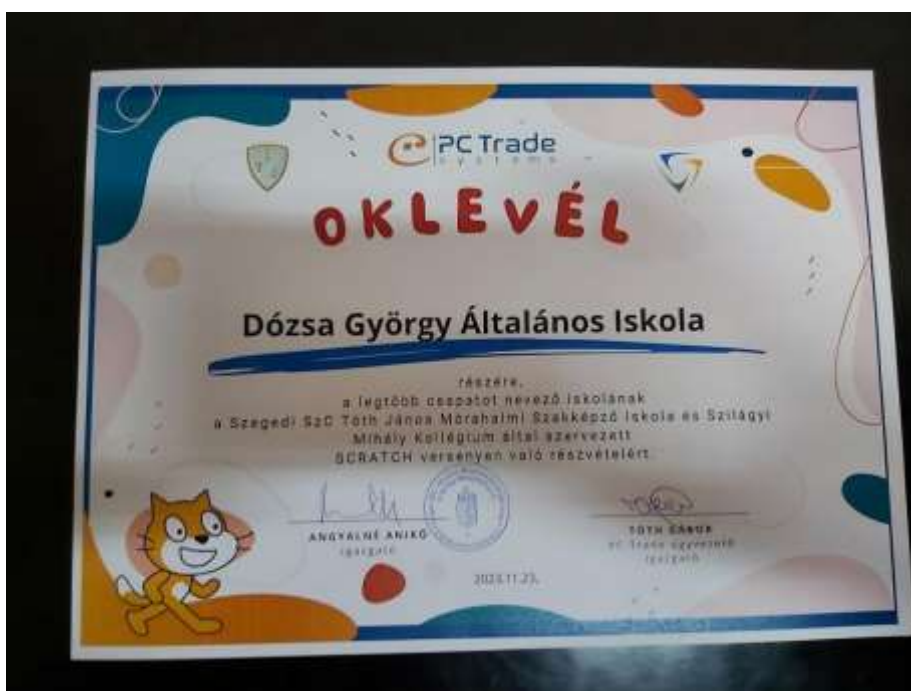 PC Trade
systems
OKLEVÉL
Dózsa György Általános Iskola
részére,
a legtöbb csapatot nevező iskolának
a Szegedi SzC Tóth János Mórahalmi Szakképző Iskola és Szilágyi
Mihály Kollégium által szervezett
SCRATCH versenyen való részvételért.
ANGYALNÉ ANIKÓ
igazgató
TÓTH GÁBOR
PC Trade ügyvezető
igazgató
2023.11.23.